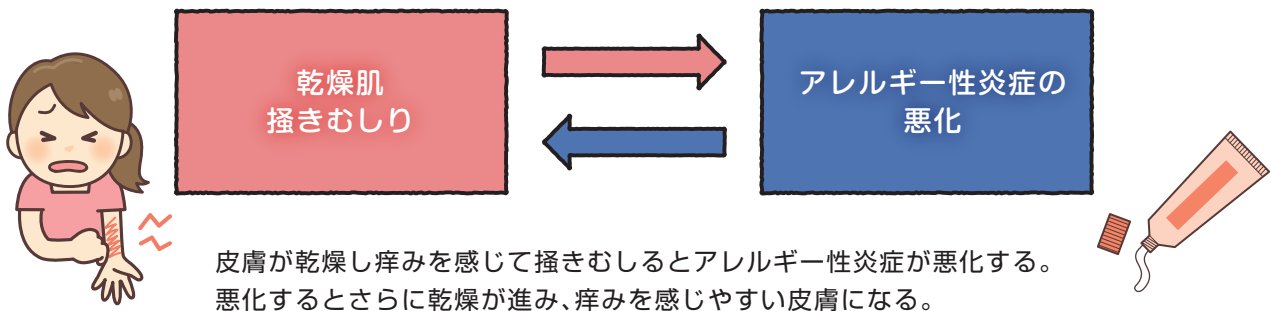 乾燥肌
掻きむしり
アレルギー性炎症の
悪化
皮膚が乾燥し痒みを感じて掻きむしるとアレルギー性炎症が悪化する。
悪化するとさらに乾燥が進み、痒みを感じやすい皮膚になる。